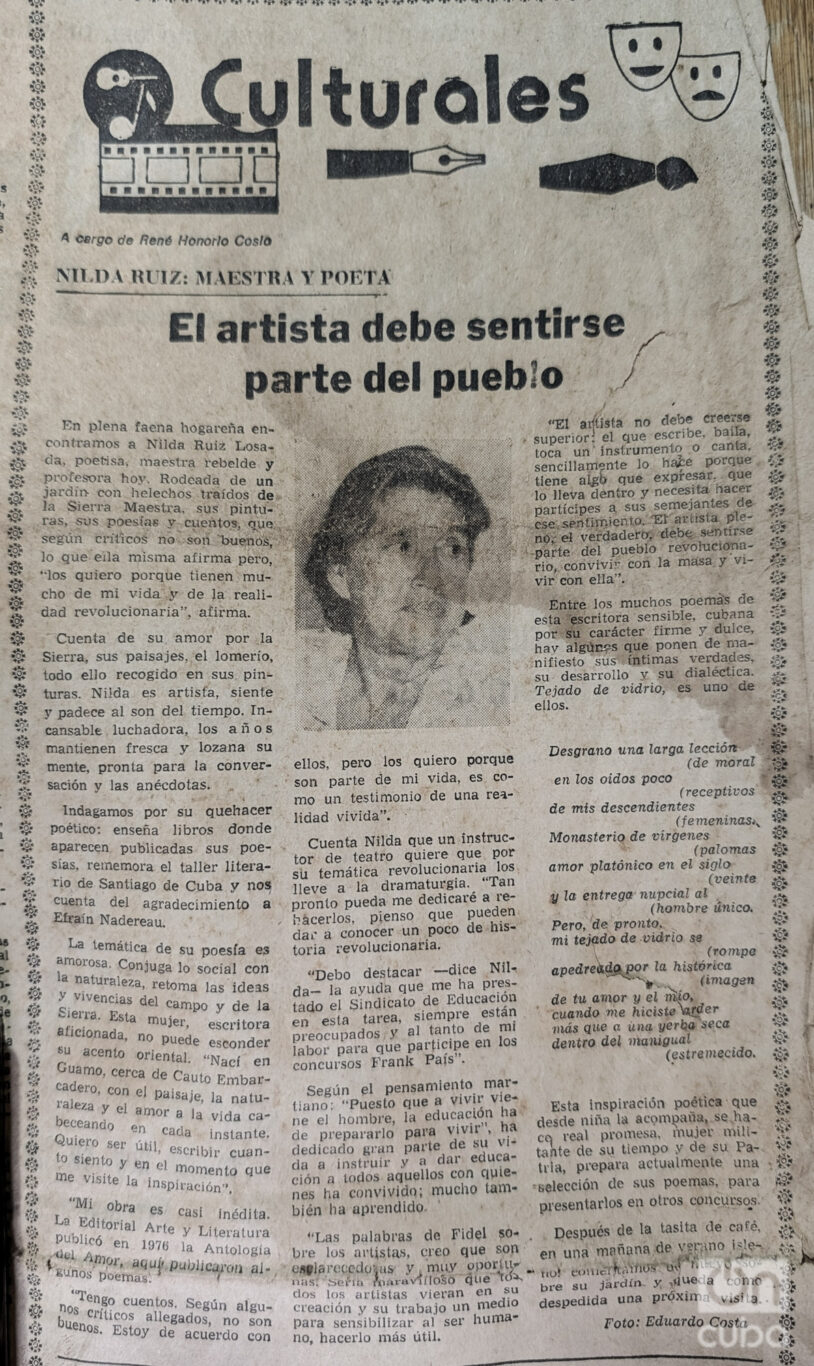 Culturales
A cargo de René Honorio Costa
NILDA RUIZ: MAESTRA Y POETA
El artista debe sentirse
parte del pueblo
En plena faena hogareña en-
contramos a Nilda Ruiz Losa-
da, poetisa, maestra rebelde y
profesora hoy. Rodeada de un
jardín con helechos traídos de
la Sierra Maestra, sus pintu-
ras, sus poesías y cuentos, que
según críticos no son buenos,
lo que ella misma afirma pero,
"los quiero porque tienen mu-
cho de mi vida y de la reali-
dad revolucionaria", afirma.
Cuenta de su amor por la
Sierra, sus paisajes, el lomerío,
todo ello recogido en sus pin-
turas. Nilda es artista, siente
y padece al son del tiempo. In-
cansable luchadora, los años
mantienen fresca y lozana su
mente, pronta para la conver-
sación y las anécdotas.
Indagamos por su quehacer
poético: enseña libros donde
aparecen publicadas sus poe-
sías, rememora el taller litera-
rio de Santiago de Cuba y nos
cuenta del agradecimiento a
Efraín Nadereau.
La temática de su poesía es
amorosa. Conjuga lo social con
la naturaleza, retoma las ideas
y vivencias del campo y de la
Sierra. Esta mujer, escritora
aficionada, no puede esconder
su acento oriental. "Nací en
Guamo, cerca de Cauto Embar-
cadero, con el paisaje, la natu-
raleza y el amor a la vida ca-
beceando en cada instante.
Quiero ser útil, escribir cuan-
to siento y en el momento que
me visite la inspiración".
"Mi obra es casi inédita.
La Editorial Arte y Literatura
publicó en 1976 la Antología
del Amor, aquí publicaron al-
gunos poemas.
"Tengo cuentos. Según algu-
nos críticos allegados, no son
buenos. Estoy de acuerdo con
ellos, pero los quiero porque
son parte de mi vida, es co-
mo un testimonio de una rea-
lidad vivida".
Cuenta Nilda que un instruc-
tor de teatro quiere que por
su temática revolucionaria los
lleve a la dramaturgia. "Tan
pronto pueda me dedicaré a re-
hacerlos, pienso que pueden
dar a conocer un poco de his-
toria revolucionaria.
"Debo destacar —dice Nil-
da— la ayuda que me ha pres-
tado el Sindicato de Educación
en esta tarea, siempre están
preocupados y al tanto de mi
labor para que participe en los
concursos Frank País".
Según el pensamiento mar-
tiano: "Puesto que a vivir vie-
ne el hombre, la educación ha
de prepararlo para vivir", ha
dedicado gran parte de su vi-
da a instruir y a dar educa-
ción a todos aquellos con quie-
nes ha convivido; mucho tam-
bién ha aprendido.
"Las palabras de Fidel so-
bre los artistas, creo que son
esclarecedoras y muy oportu-
nas. Sería maravilloso que to-
dos los artistas vieran en su
creación y su trabajo un medio
para sensibilizar al ser huma-
no, hacerlo más útil.
"El artista no debe creerse
superior; el que escribe, baila,
toca un instrumento o canta,
sencillamente lo hace porque
tiene algo que expresar, que
lo lleva dentro y necesita hacer
partícipes a sus semejantes de
ese sentimiento. El artista ple-
no, el verdadero, debe sentirse
parte del pueblo revoluciona-
rio, convivir con la masa y vi-
vir con ella".
Entre los muchos poemas de
esta escritora sensible, cubana
por su carácter firme y dulce,
hay algunos que ponen de ma-
nifiesto sus íntimas verdades,
su desarrollo y su dialéctica.
Tejado de vidrio, es uno de
ellos.
Desgrano una larga lección
(de moral
en los oídos poco
(receptivos
de mis descendientes
(femeninas.
Monasterio de vírgenes
(palomas
amor platónico en el siglo
(veinte
y la entrega nupcial al
(hombre único.
Pero, de pronto,
mi tejado de vidrio se
(rompe
apedreado por la histórica
(imagen
de tu amor y el mío,
cuando me hiciste arder
más que a una yerba seca
dentro del manigual
(estremecido.
Esta inspiración poética que
desde niña la acompaña, se ha-
ce real promesa, mujer mili-
tante de su tiempo y de su Pa-
tria, prepara actualmente una
selección de sus poemas, para
presentarlos en otros concursos.
Después de la tasita de café,
en una mañana de verano isle-
no! comentamos
bre su jardín y queda como
despedida una próxima visita.
Foto: Eduardo Costa
cuba